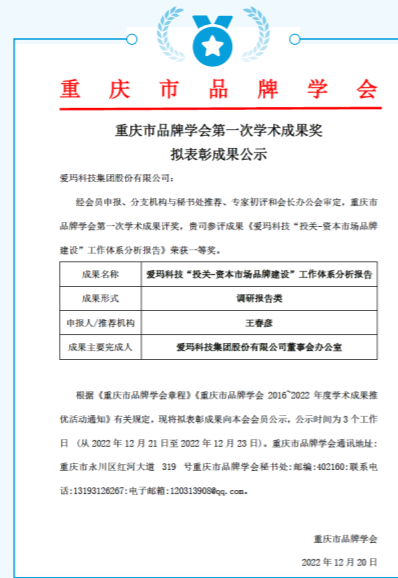 重庆市品牌学会
重庆市品牌学会第一次学术成果奖
拟表彰成果公示
爱玛科技集团股份有限公司：
经会员申报、分支机构与秘书处推荐、专家初评和会长办公会审定，重庆市
品牌学会第一次学术成果评奖，贵司参评成果《爱玛科技“投关-资本市场品牌
建设”工作体系分析报告》荣获一等奖。
成果名称 爱玛科技“投关-资本市场品牌建设”工作体系分析报告
成果形式 调研报告类
申报人/推荐机构 王春彦
成果主要完成人 爱玛科技集团股份有限公司董事会办公室
根据《重庆市品牌学会章程》《重庆市品牌学会 2016~2022 年度学术成果推
优活动通知》有关规定，现将拟表彰成果向本会会员公示，公示时间为 3 个工作
日（从 2022 年 12 月 21 日至 2022 年 12 月 23 日）。重庆市品牌学会通讯地址：
重庆市永川区红河大道 319 号重庆市品牌学会秘书处：邮编：402160：联系电
话：13193126267：电子邮箱：120313908@qq.com。
重庆市品牌学会
2022 年 12 月 20 日